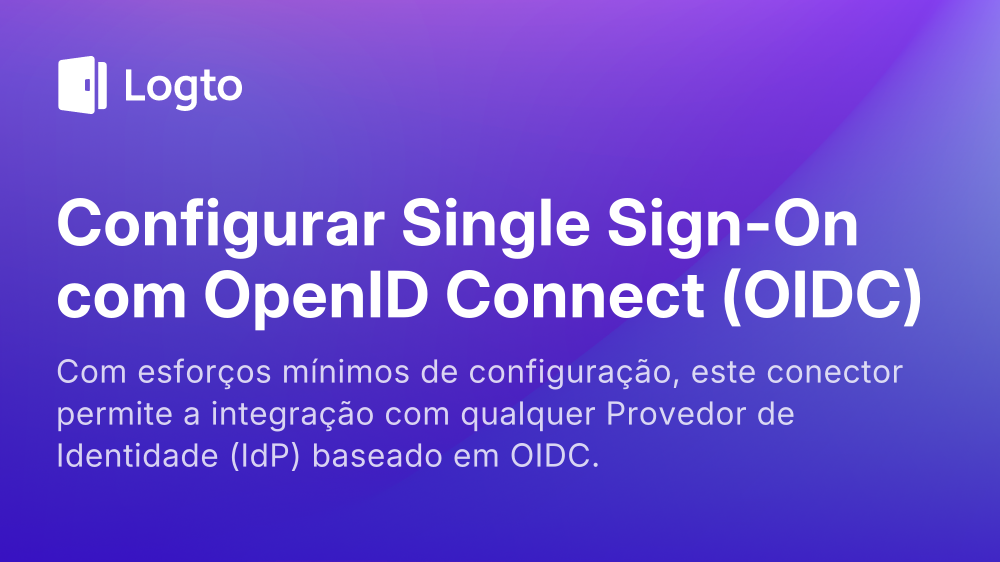 Logto
Configurar Single Sign-On
com OpenID Connect (OIDC)
Com esforços mínimos de configuração, este conector
permite a integração com qualquer Provedor de
Identidade (IdP) baseado em OIDC.